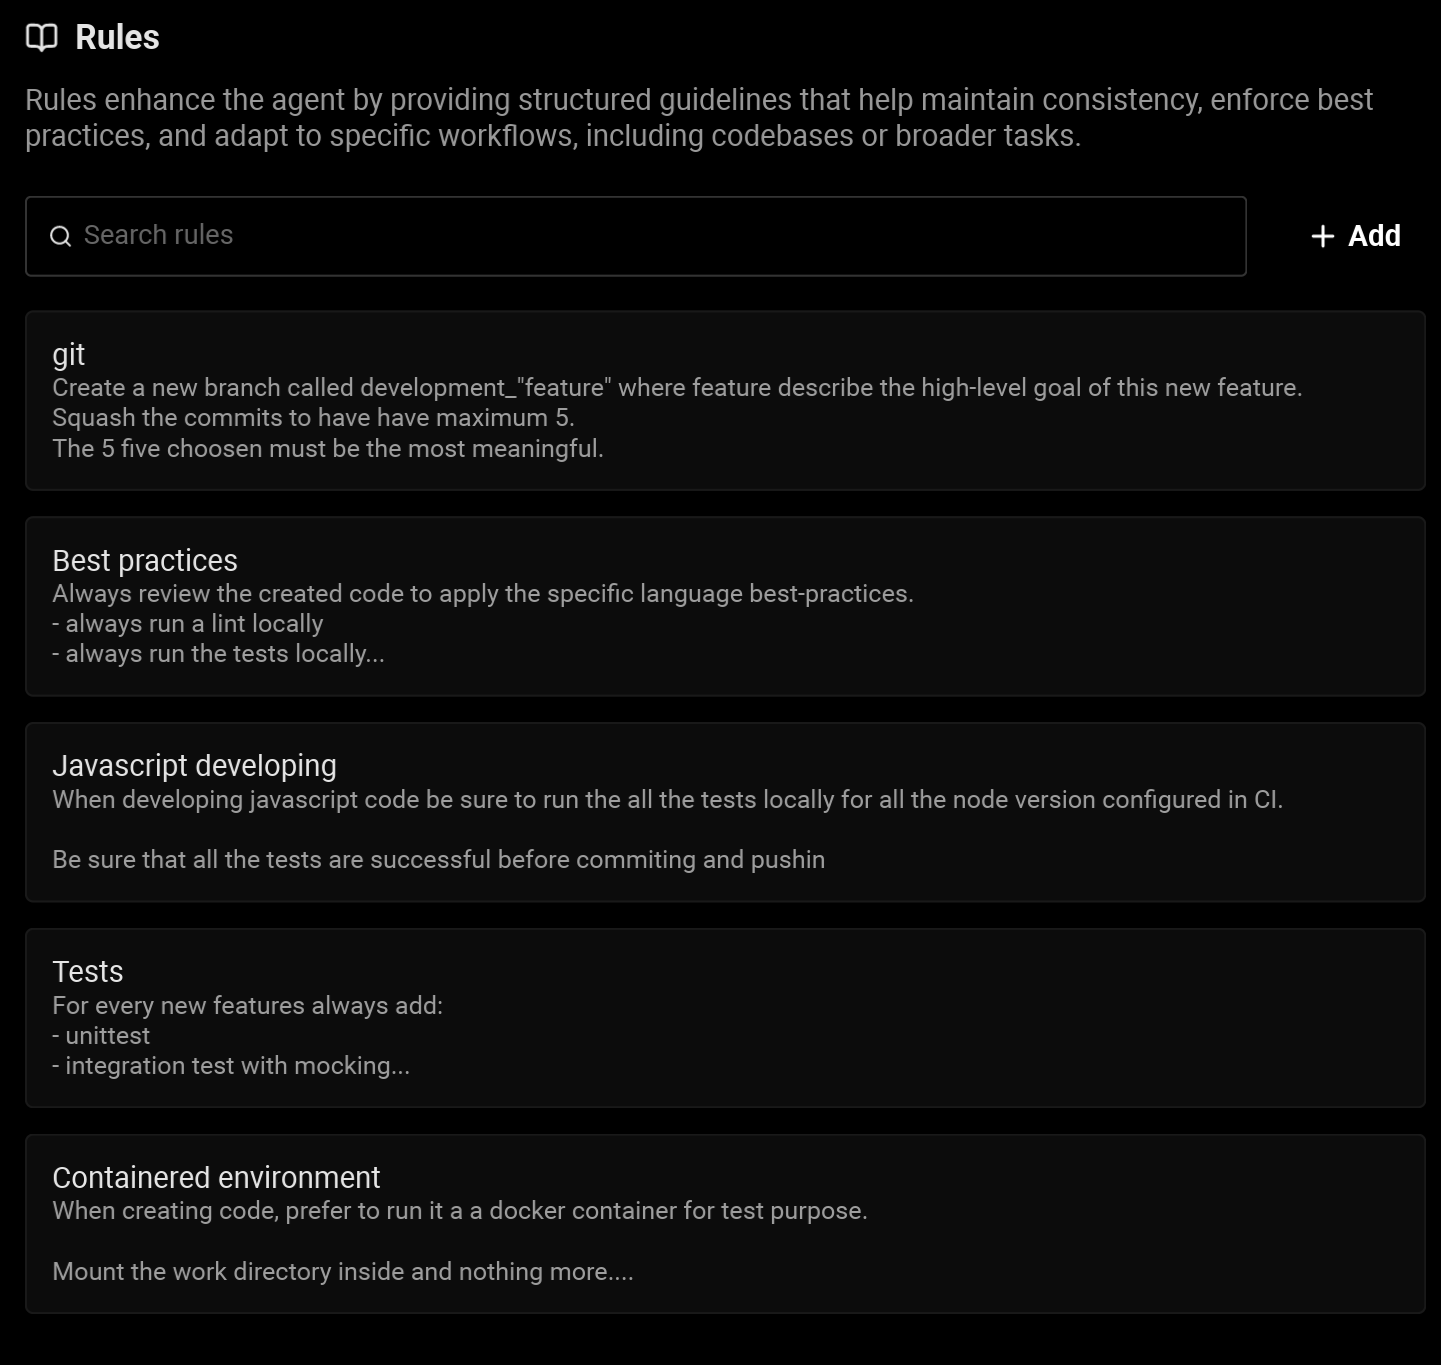 Rules
Rules enhance the agent by providing structured guidelines that help maintain consistency, enforce best
practices, and adapt to specific workflows, including codebases or broader tasks.
Search rules
Add
git
Create a new branch called development_"feature" where feature describe the high-level goal of this new feature.
Squash the commits to have have maximum 5.
The 5 five choosen must be the most meaningful.
Best practices
Always review the created code to apply the specific language best-practices.
- always run a lint locally
- always run the tests locally...
Javascript developing
When developing javascript code be sure to run the all the tests locally for all the node version configured in CI.
Be sure that all the tests are successful before commiting and pushin
Tests
For every new features always add:
- unittest
- integration test with mocking...
Containered environment
When creating code, prefer to run it a a docker container for test purpose.
Mount the work directory inside and nothing more....